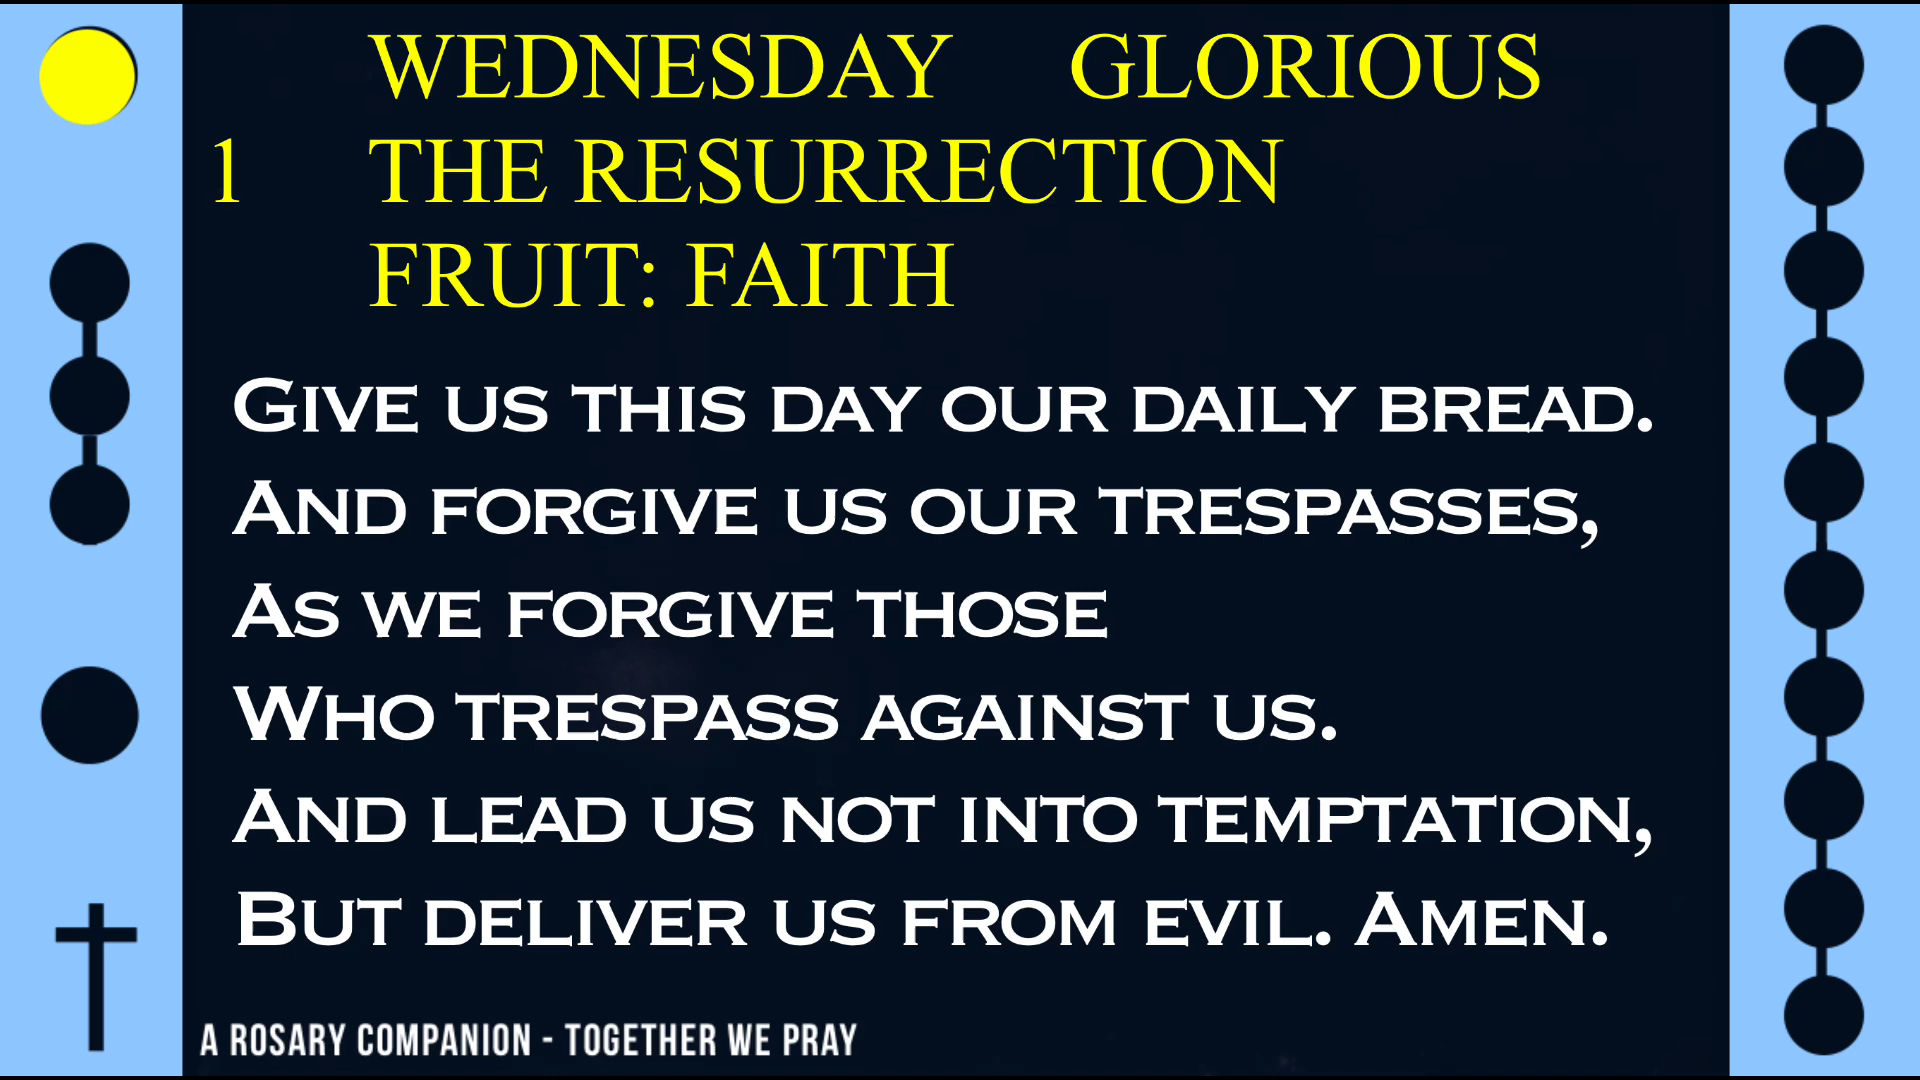 WEDNESDAY GLORIOUS
1 THE RESURRECTION
FRUIT: FAITH
GIVE US THIS DAY OUR DAILY BREAD.
AND FORGIVE US OUR TRESPASSES,
AS WE FORGIVE THOSE
WHO TRESPASS AGAINST US.
AND LEAD US NOT INTO TEMPTATION,
BUT DELIVER US FROM EVIL. AMEN.
A ROSARY COMPANION - TOGETHER WE PRAY